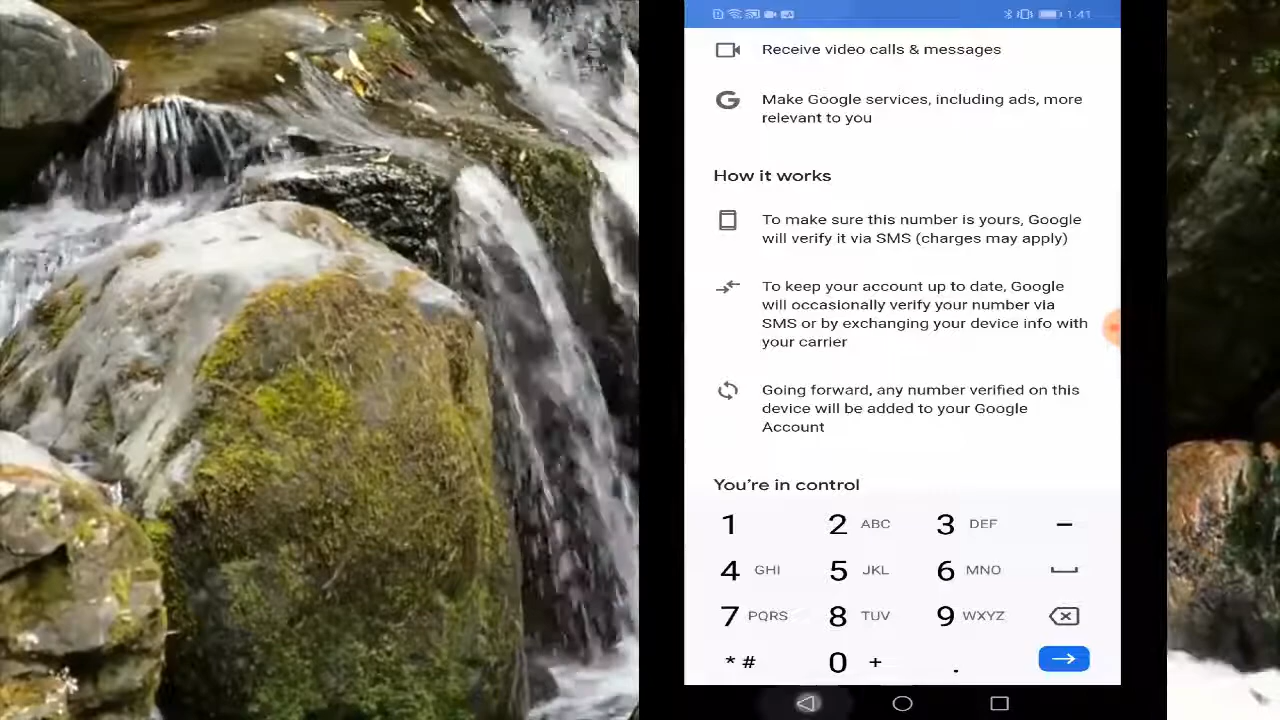 1:41
Receive video calls & messages
Make Google services, including ads, more
relevant to you
How it works
To make sure this number is yours, Google
will verify it via SMS (charges may apply)
To keep your account up to date, Google
will occasionally verify your number via
SMS or by exchanging your device info with
your carrier
Going forward, any number verified on this
device will be added to your Google
Account
You're in control
1 2 ABC 3 DEF –
4 GHI 5 JKL 6 MNO
7 PQRS 8 TUV 9 WXYZ
* # 0 + .